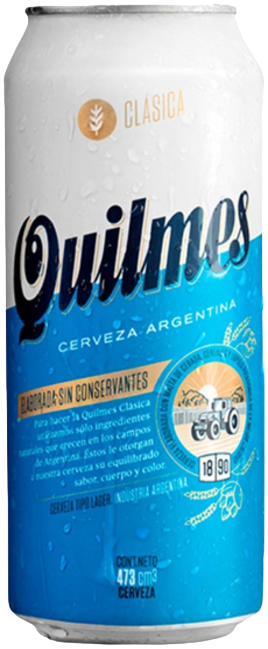 CLÁSICA
Quilmes
CERVEZA ARGENTINA
ELABORADA SIN CONSERVANTES
Para hacer la Quilmes Clásica
utilizamos sólo ingredientes
naturales que crecen en los campos
de Argentina. Éstos le otorgan
a nuestra cerveza su equilibrado
sabor, cuerpo y color.
CERVEZA TIPO LAGER. INDUSTRIA ARGENTINA
18 90
CONT.NETO
473 cm3
CERVEZA